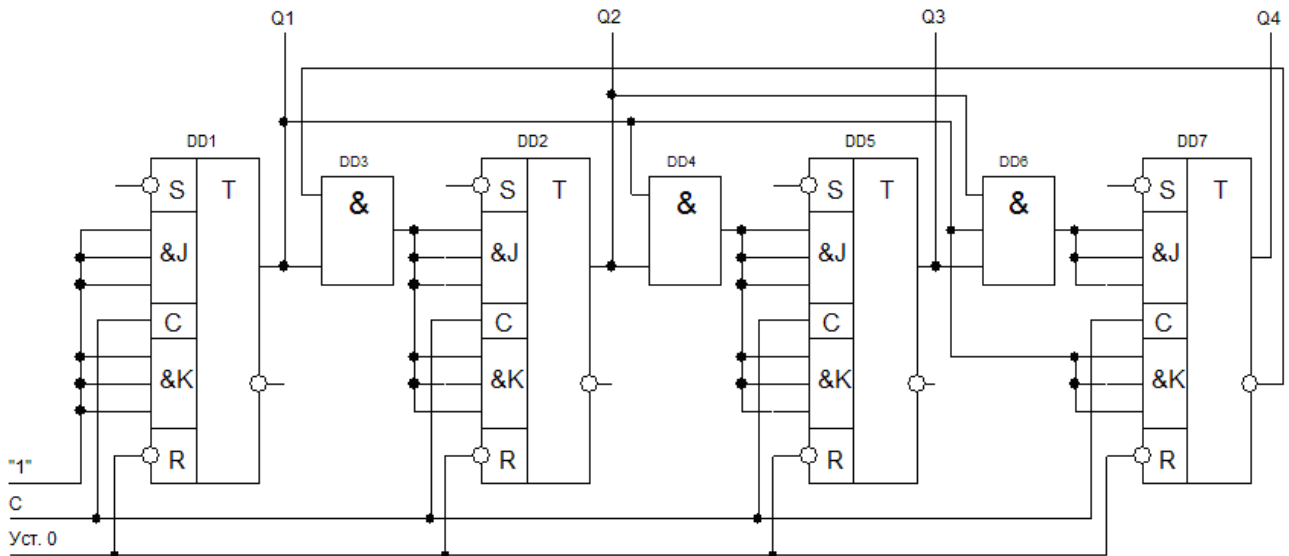 Q1 Q2 Q3 Q4
DD1 DD3 DD2 DD4 DD5 DD6 DD7
S T & S T & S T & S T
&J &J &J &J
C C C C
&K &K &K &K
R R R R
"1"
C
Уст. 0